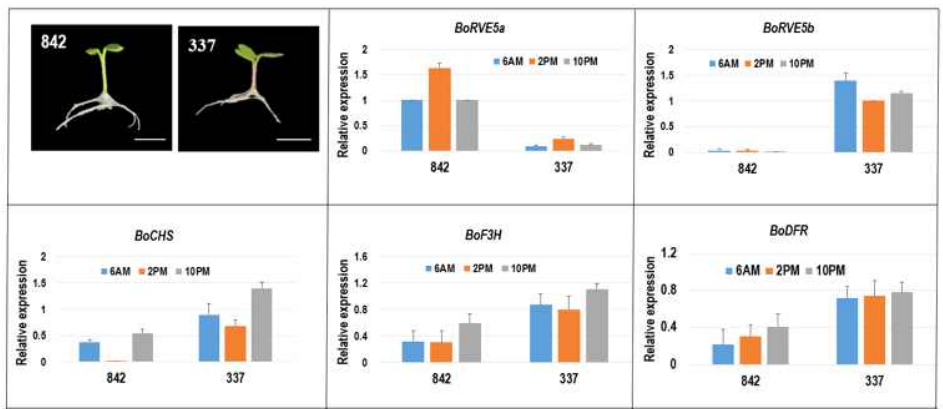 842
337
BoRVE5a
Relative expression
2
1.5
1
0.5
0
6AM 2PM 10PM
842 337
BoRVE5b
Relative expression
2
1.5
1
0.5
0
6AM 2PM 10PM
842 337
BoCHS
Relative expression
2
1.5
1
0.5
0
6AM 2PM 10PM
842 337
BoF3H
Relative expression
1.6
1.2
0.8
0.4
0
6AM 2PM 10PM
842 337
BoDFR
Relative expression
1.2
0.8
0.4
0
6AM 2PM 10PM
842 337